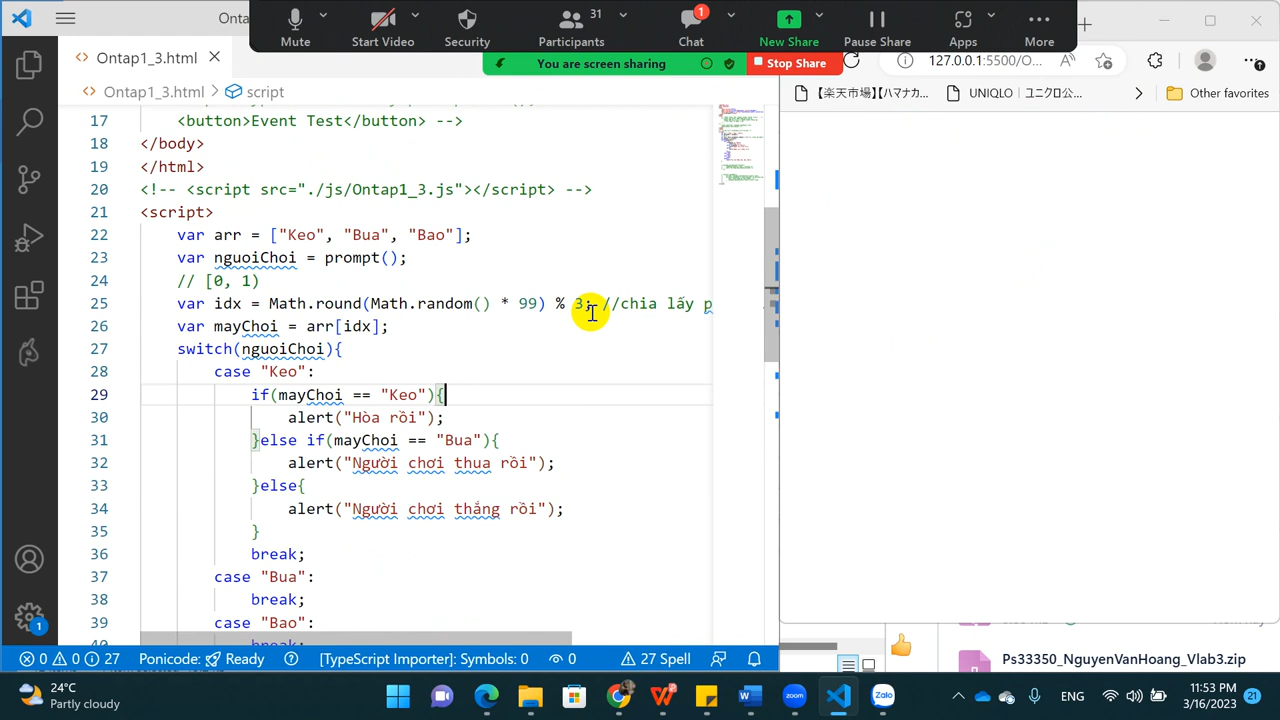 Onta
Mute
Start Video
Security
31
Participants
1
Chat
New Share
Pause Share
Apps
More
You are screen sharing
Stop Share
Ontap1_3.html
127.0.0.1:5500/O...
Ontap1_3.html > script
【楽天市場】【ハマナカ...
UNIQLO｜ユニクロ公...
Other favorites
17 <button>Event Test</button> -->
18 </body>
19 </html>
20 <!-- <script src="./js/Ontap1_3.js"></script> -->
21 <script>
22 var arr = ["Keo", "Bua", "Bao"];
23 var nguoiChoi = prompt();
24 // [0, 1)
25 var idx = Math.round(Math.random() * 99) % 3; //chia lấy p
26 var mayChoi = arr[idx];
27 switch(nguoiChoi){
28 case "Keo":
29 if(mayChoi == "Keo"){
30 alert("Hòa rồi");
31 }else if(mayChoi == "Bua"){
32 alert("Người chơi thua rồi");
33 }else{
34 alert("Người chơi thắng rồi");
35 }
36 break;
37 case "Bua":
38 break;
39 case "Bao":
40 break;
0 0 27 Ponicode: Ready [TypeScript Importer]: Symbols: 0 0 27 Spell
1
Ps33350_NguyenVanHoang_Vlab3.zip
24°C
Partly cloudy
zoom
Zalo
ENG
11:53 PM
3/16/2023
21